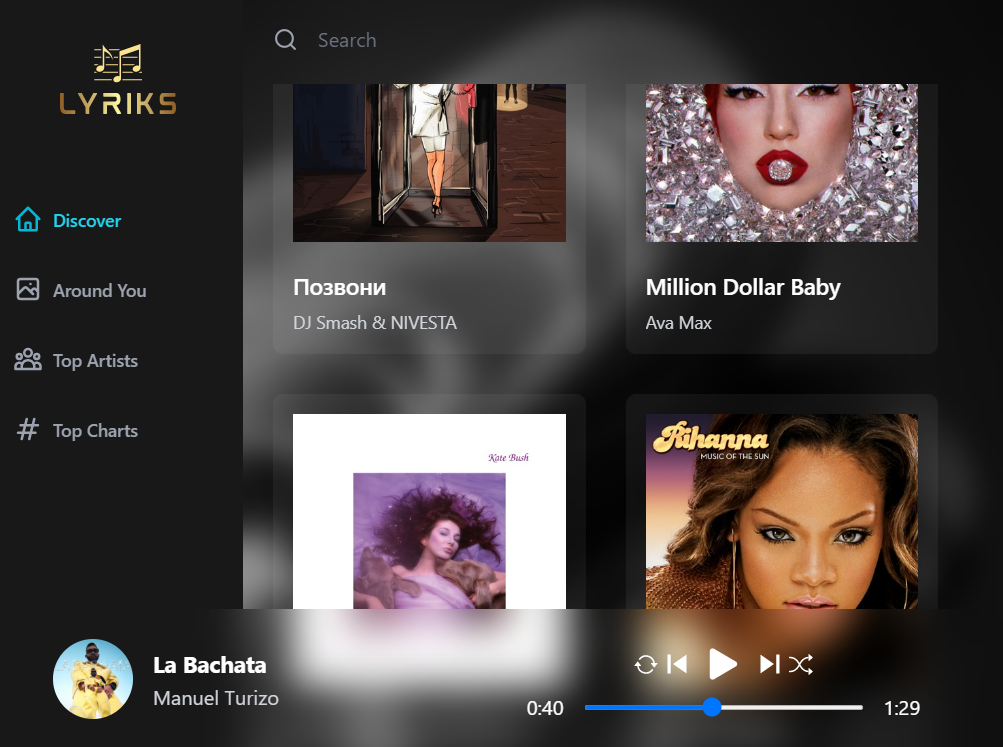 LYRIKS
Search
Discover
Around You
Top Artists
Top Charts
Позвони
DJ Smash & NIVESTA
Million Dollar Baby
Ava Max
Kate Bush
Rihanna
MUSIC OF THE SUN
La Bachata
Manuel Turizo
0:40
1:29